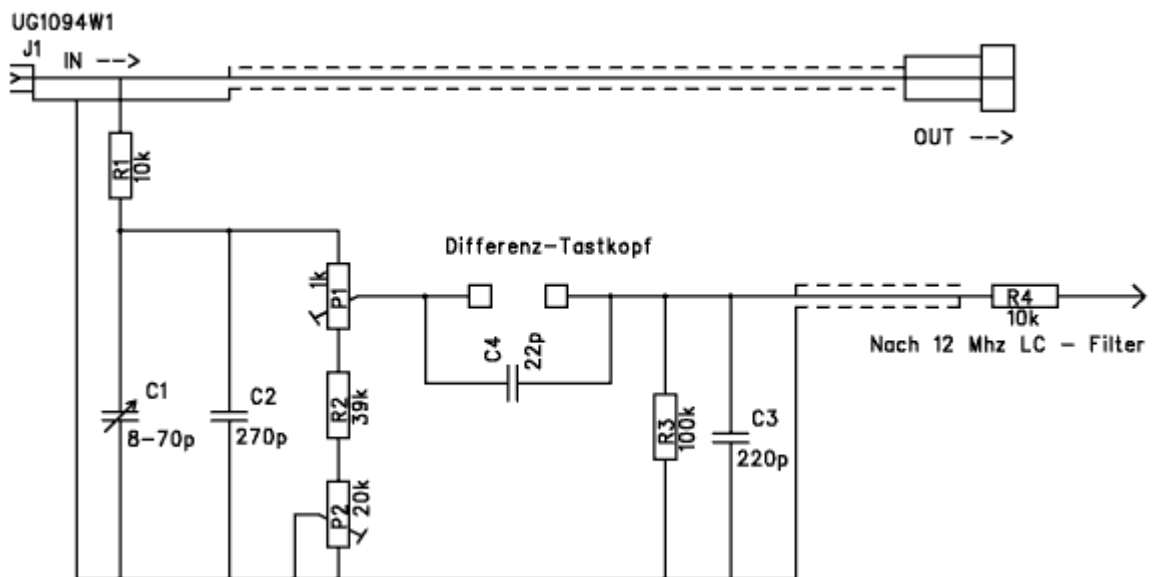 UG1094W1
J1
IN -->
OUT -->
R1
10k
Differenz-Tastkopf
1k
P1
R4
10k
C4
22p
Nach 12 Mhz LC - Filter
C1
8-70p
C2
270p
R2
39k
R3
100k
C3
220p
P2
20k